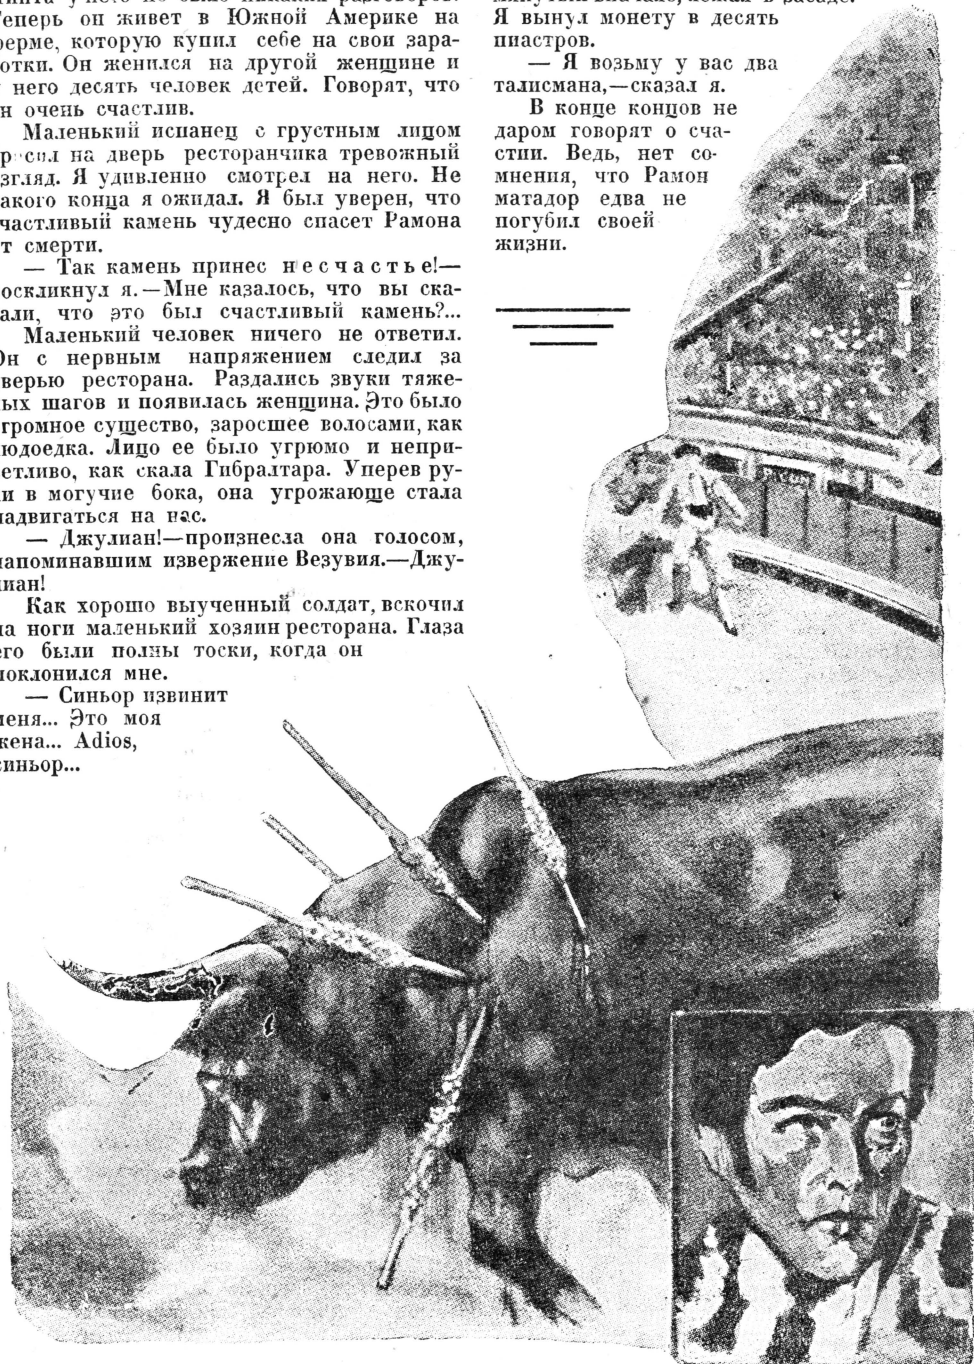 Теперь он живет в Южной Америке на
ферме, которую купил себе на свои зара-
ботки. Он женился на другой женщине и
у него десять человек детей. Говорят, что
он очень счастлив.
Маленький испанец с грустным лицом
бросил на дверь ресторанчика тревожный
взгляд. Я удивленно смотрел на него. Не
такого конца я ожидал. Я был уверен, что
счастливый камень чудесно спасет Рамона
от смерти.
— Так камень принес несчастье!—
воскликнул я.—Мне казалось, что вы ска-
зали, что это был счастливый камень?...
Маленький человек ничего не ответил.
Он с нервным напряжением следил за
дверью ресторана. Раздались звуки тяже-
лых шагов и появилась женщина. Это было
огромное существо, заросшее волосами, как
людоедка. Лицо ее было угрюмо и непри-
ветливо, как скала Гибралтара. Уперев ру-
ки в могучие бока, она угрожающе стала
надвигаться на нас.
— Джулиан!—произнесла она голосом,
напоминавшим извержение Везувия.—Джу-
лиан!
Как хорошо выученный солдат, вскочил
на ноги маленький хозяин ресторана. Глаза
его были полны тоски, когда он
поклонился мне.
— Синьор извинит
меня... Это моя
жена... Adios,
синьор...
Я вынул монету в десять
пиастров.
— Я возьму у вас два
талисмана,—сказал я.
В конце концов не
даром говорят о сча-
стии. Ведь, нет со-
мнения, что Рамон
матадор едва не
погубил своей
жизни.